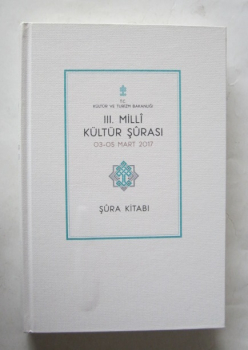 T.C.
KÜLTÜR VE TURİZM BAKANLIĞI
III. MİLLÎ
KÜLTÜR ŞÛRASI
03-05 MART 2017
ŞÛRA KİTABI